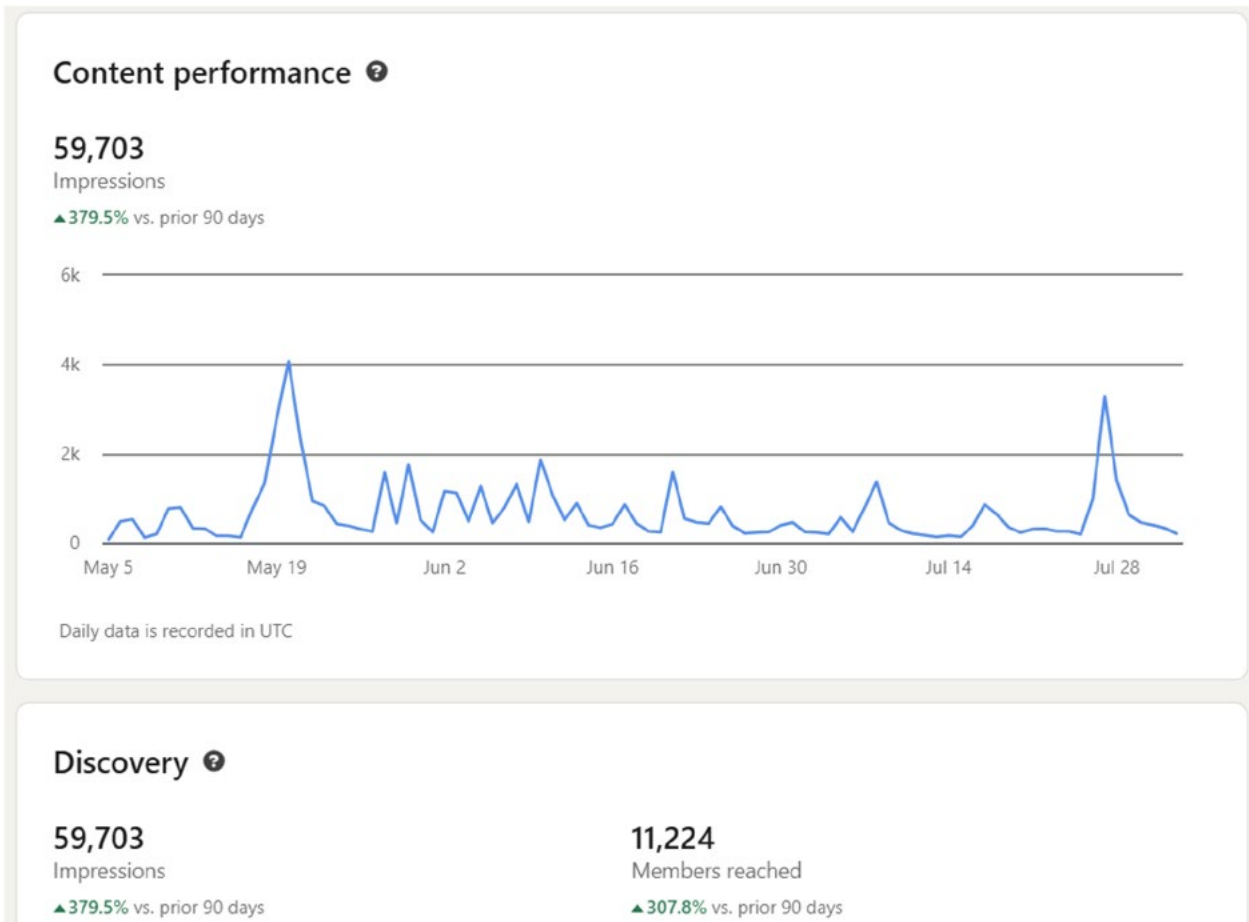 Content performance
59,703
Impressions
▲379.5% vs. prior 90 days
6k
4k
2k
0
May 5 May 19 Jun 2 Jun 16 Jun 30 Jul 14 Jul 28
Daily data is recorded in UTC
Discovery
59,703 11,224
Impressions Members reached
▲379.5% vs. prior 90 days ▲307.8% vs. prior 90 days